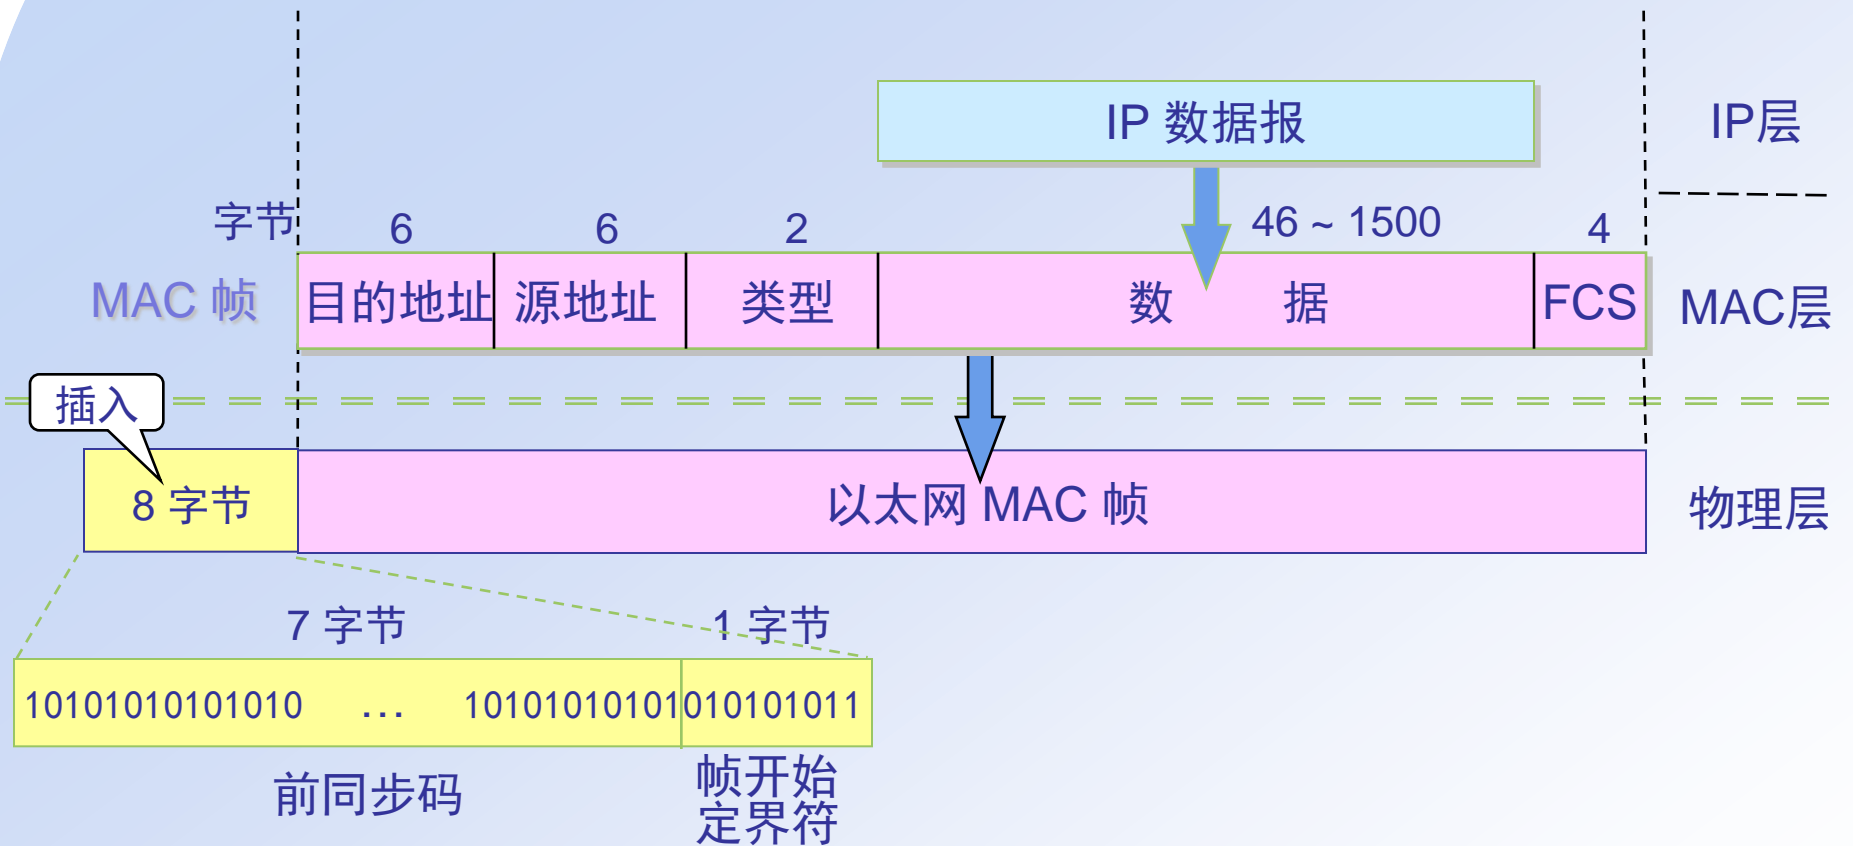 IP 数据报
IP层
字节 6 6 2 46 ~ 1500 4
MAC 帧 目的地址 源地址 类型 数 据 FCS MAC层
插入
8 字节 以太网 MAC 帧 物理层
7 字节 1 字节
10101010101010 ... 10101010101010101011
前同步码
帧开始
定界符